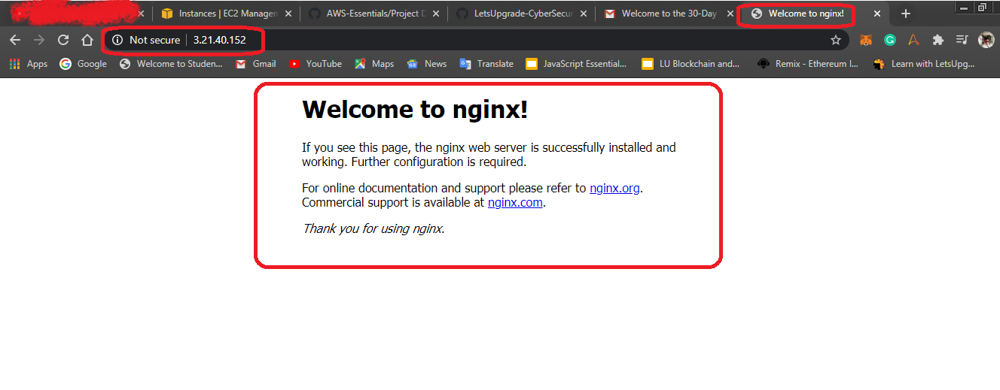 Instances | EC2 Managen
AWS-Essentials/Project D
LetsUpgrade-CyberSecur
Welcome to the 30-Day
Welcome to nginx!
Not secure
3.21.40.152
Apps
Google
Welcome to Studen...
Gmail
YouTube
Maps
News
Translate
JavaScript Essential...
LU Blockchain and...
Remix - Ethereum I...
Learn with LetsUpg...
Welcome to nginx!
If you see this page, the nginx web server is successfully installed and
working. Further configuration is required.
For online documentation and support please refer to nginx.org.
Commercial support is available at nginx.com.
Thank you for using nginx.